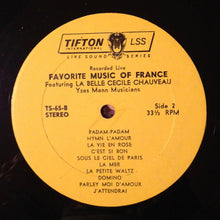 TIFTON
INTERNATIONAL
LSS
LIVE SOUND SERIES
Recorded Live
FAVORITE MUSIC OF FRANCE
Featuring LA BELLE CECILE CHAUVEAU
Yzes Mann Musicians
TS-65-B
STEREO
Side 2
33⅓ RPM
PADAM-PADAM
HYMN L'AMOUR
LA VIE EN ROSE
C'EST SI BON
SOUS LE GIEL DE PARIS
LA MER
LA PETITE WALTZ
DOMINO
PARLEY MOI D'AMOUR
J'ATTENDRAI